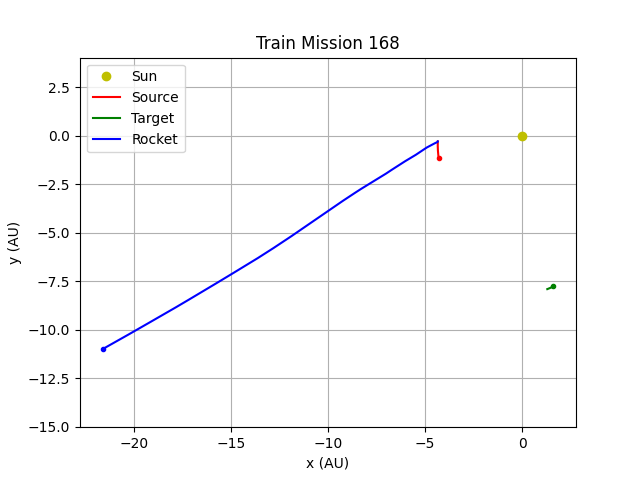 Train Mission 168
Sun
Source
Target
Rocket
2.5
0.0
−2.5
−5.0
−7.5
−10.0
−12.5
−15.0
y (AU)
−20
−15
−10
−5
0
x (AU)